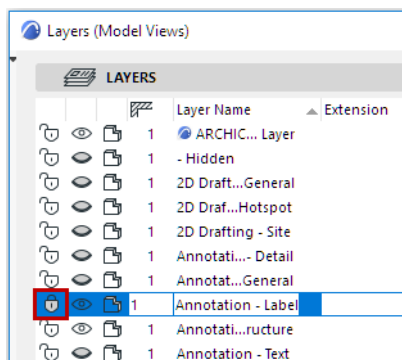 Layers (Model Views)
LAYERS
Layer Name Extension
1 ARCHIC... Layer
1 - Hidden
1 2D Draft...General
1 2D Draf...Hotspot
1 2D Drafting - Site
1 Annotati...- Detail
1 Annotat...General
1 Annotation - Label
1 Annotati...ructure
1 Annotation - Text